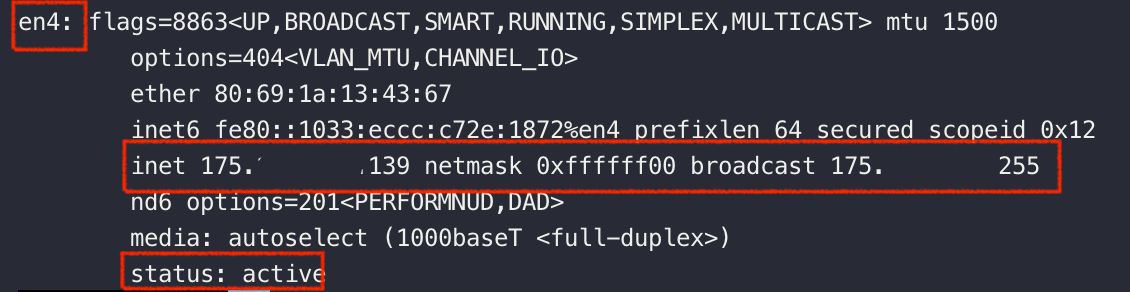 en4: flags=8863<UP,BROADCAST,SMART,RUNNING,SIMPLEX,MULTICAST> mtu 1500
options=404<VLAN_MTU,CHANNEL_IO>
ether 80:69:1a:13:43:67
inet6 fe80::1033:eccc:c72e:1872%en4 prefixlen 64 secured scopeid 0x12
inet 175. .139 netmask 0xffffff00 broadcast 175. 255
nd6 options=201<PERFORMNUD,DAD>
media: autoselect (1000baseT <full-duplex>)
status: active